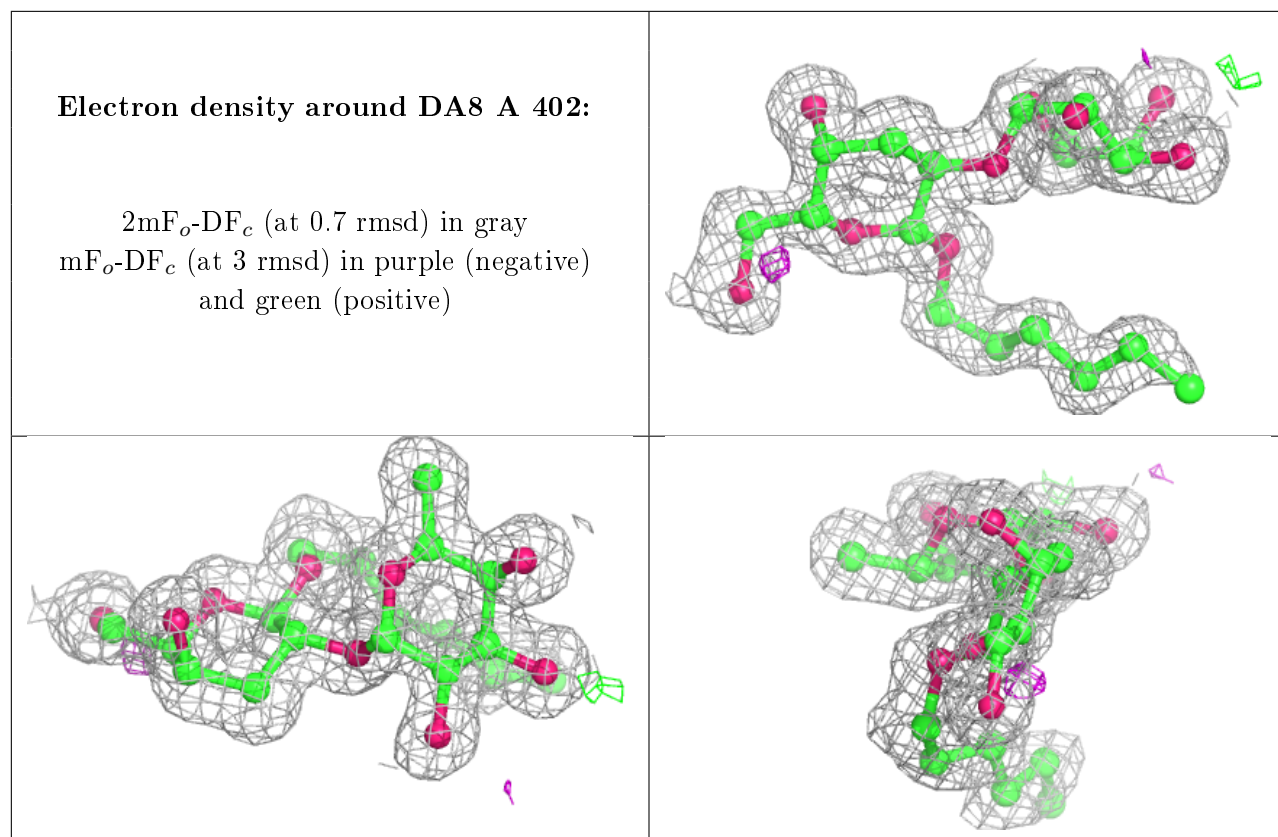 Electron density around DA8 A 402:
2mFₒ-DF𝒸 (at 0.7 rmsd) in gray
mFₒ-DF𝒸 (at 3 rmsd) in purple (negative)
and green (positive)